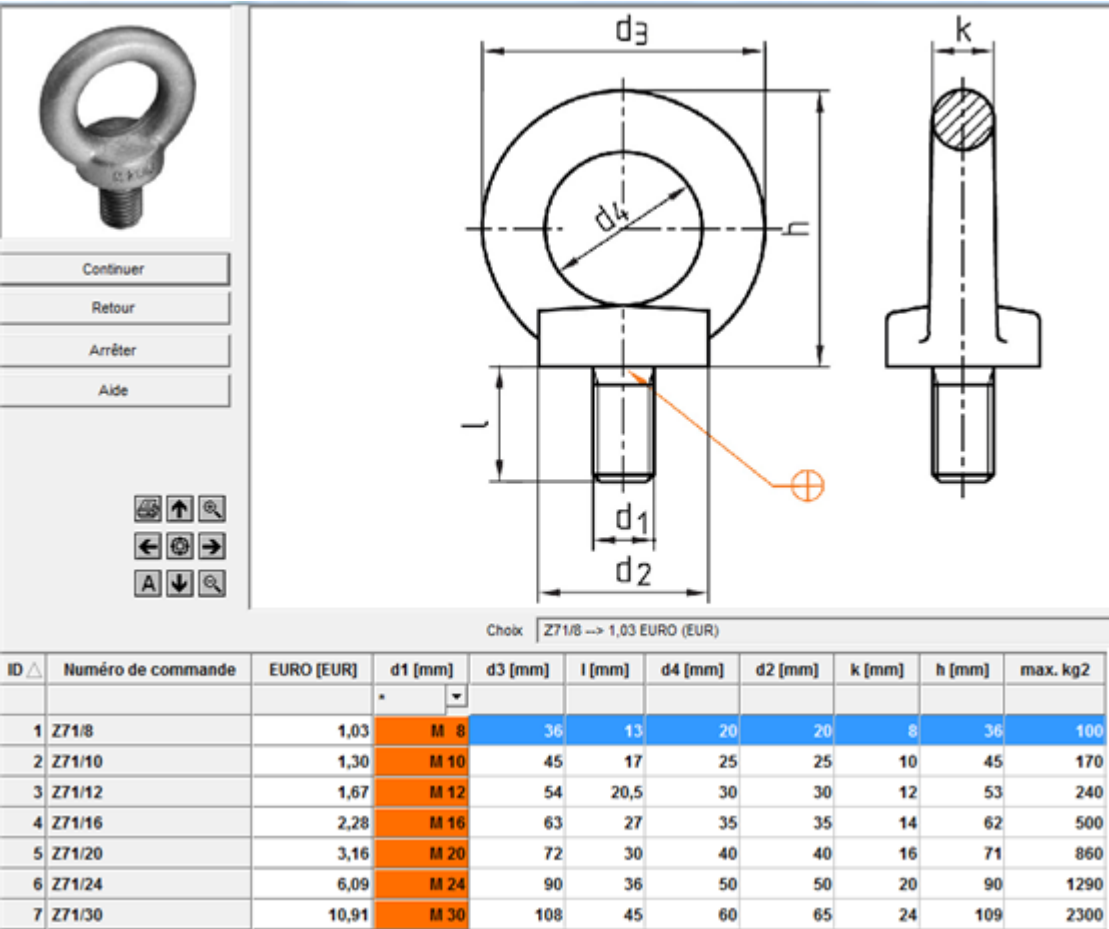 d3
k
d4
h
l
d1
d2
Continuer
Retour
Arrêter
Aide
A
Choix Z71/8 --> 1,03 EURO (EUR)
ID Numéro de commande EURO [EUR] d1 [mm] d3 [mm] l [mm] d4 [mm] d2 [mm] k [mm] h [mm] max. kg2
*
1 Z71/8 1,03 M 8 36 13 20 20 8 36 100
2 Z71/10 1,30 M 10 45 17 25 25 10 45 170
3 Z71/12 1,67 M 12 54 20,5 30 30 12 53 240
4 Z71/16 2,28 M 16 63 27 35 35 14 62 500
5 Z71/20 3,16 M 20 72 30 40 40 16 71 860
6 Z71/24 6,09 M 24 90 36 50 50 20 90 1290
7 Z71/30 10,91 M 30 108 45 60 65 24 109 2300